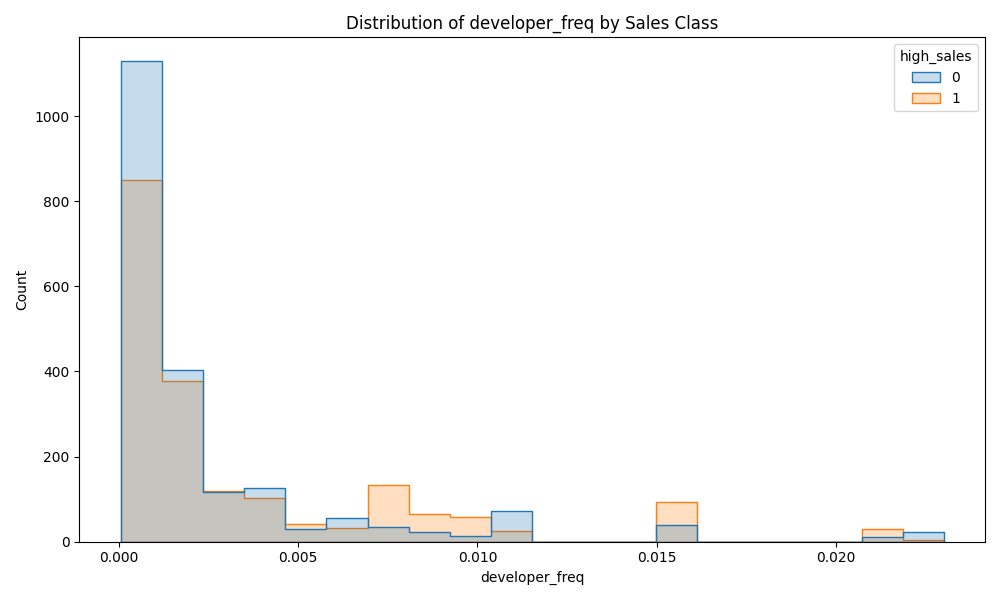 Distribution of developer_freq by Sales Class
high_sales
0
1
1000
800
600
400
200
0
Count
0.000 0.005 0.010 0.015 0.020
developer_freq